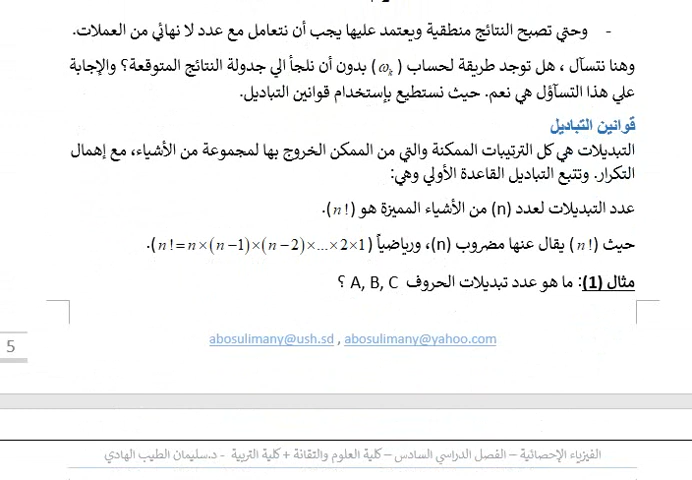 - وحتي تصبح النتائج منطقية ويعتمد عليها يجب أن نتعامل مع عدد لا نهائي من العملات.
وهنا نتسآل ، هل توجد طريقة لحساب (ωₖ) بدون أن نلجأ الي جدولة النتائج المتوقعة؟ والإجابة
علي هذا التسآؤل هي نعم. حيث نستطيع بإستخدام قوانين التباديل.
قوانين التباديل
التبديلات هي كل الترتيبات الممكنة والتي من الممكن الخروج بها لمجموعة من الأشياء، مع إهمال
التكرار. وتتبع التباديل القاعدة الأولي وهي:
عدد التبديلات لعدد (n) من الأشياء المميزة هو (n!).
حيث (n!) يقال عنها مضروب (n)، ورياضياً (n!=n×(n−1)×(n−2)×...×2×1).
مثال (1): ما هو عدد تبديلات الحروف A, B, C ؟
abosulimany@ush.sd , abosulimany@yahoo.com
5
الفيزياء الإحصائية – الفصل الدراسي السادس – كلية العلوم والتقانة + كلية التربية - د.سليمان الطيب الهادي